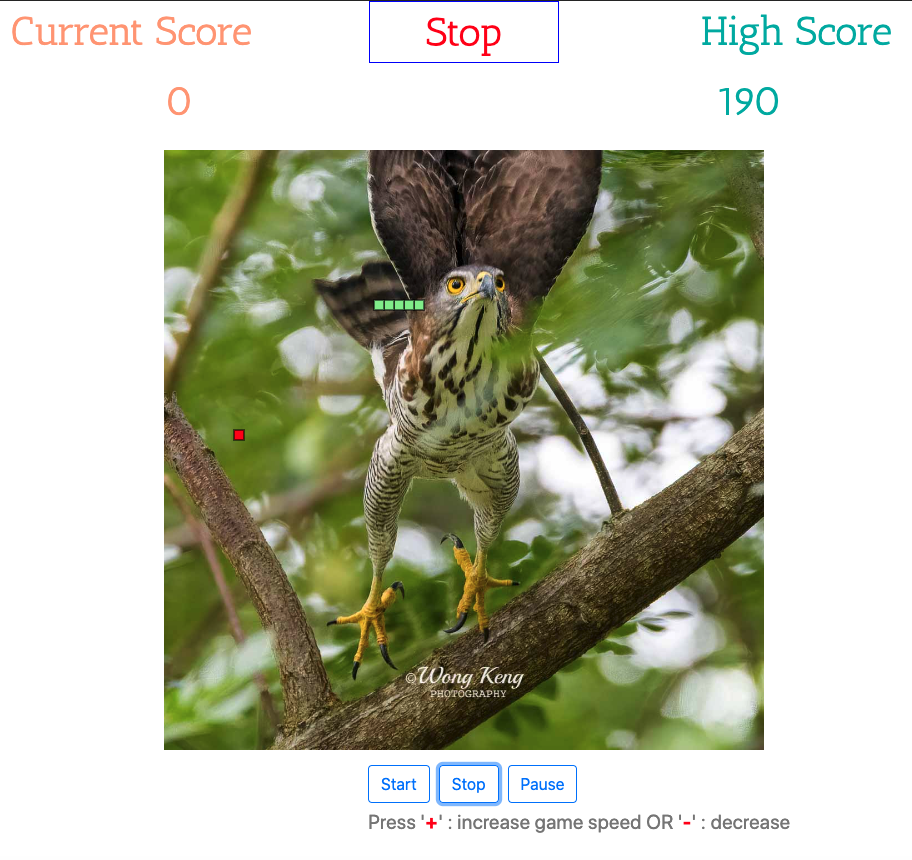 Current Score
Stop
High Score
0
190
©Wong Keng
PHOTOGRAPHY
Start
Stop
Pause
Press '+' : increase game speed OR '-' : decrease